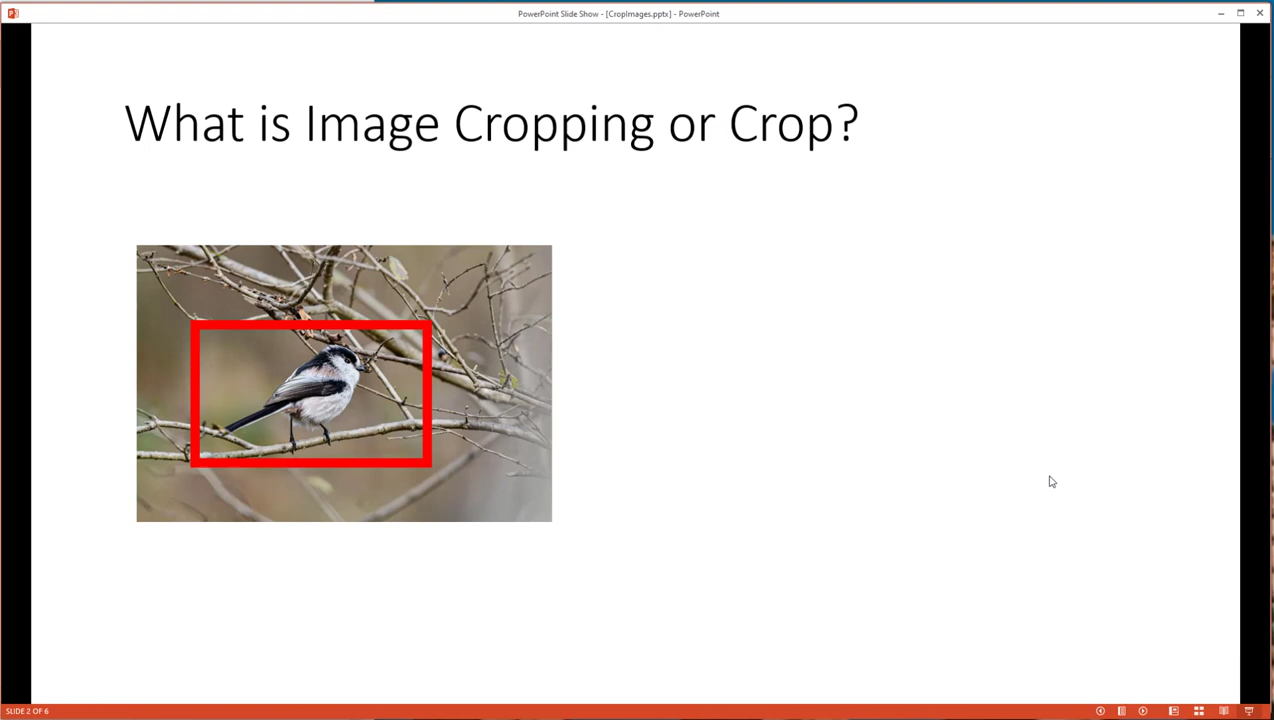 PowerPoint Slide Show - [CropImages.pptx] - PowerPoint
What is Image Cropping or Crop?
SLIDE 2 OF 6